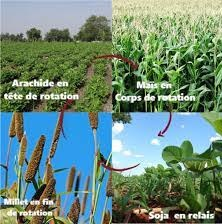 Arachide en
tête de rotation
Maïs en
Corps de rotation
Millet en fin
de rotation
Soja en relais